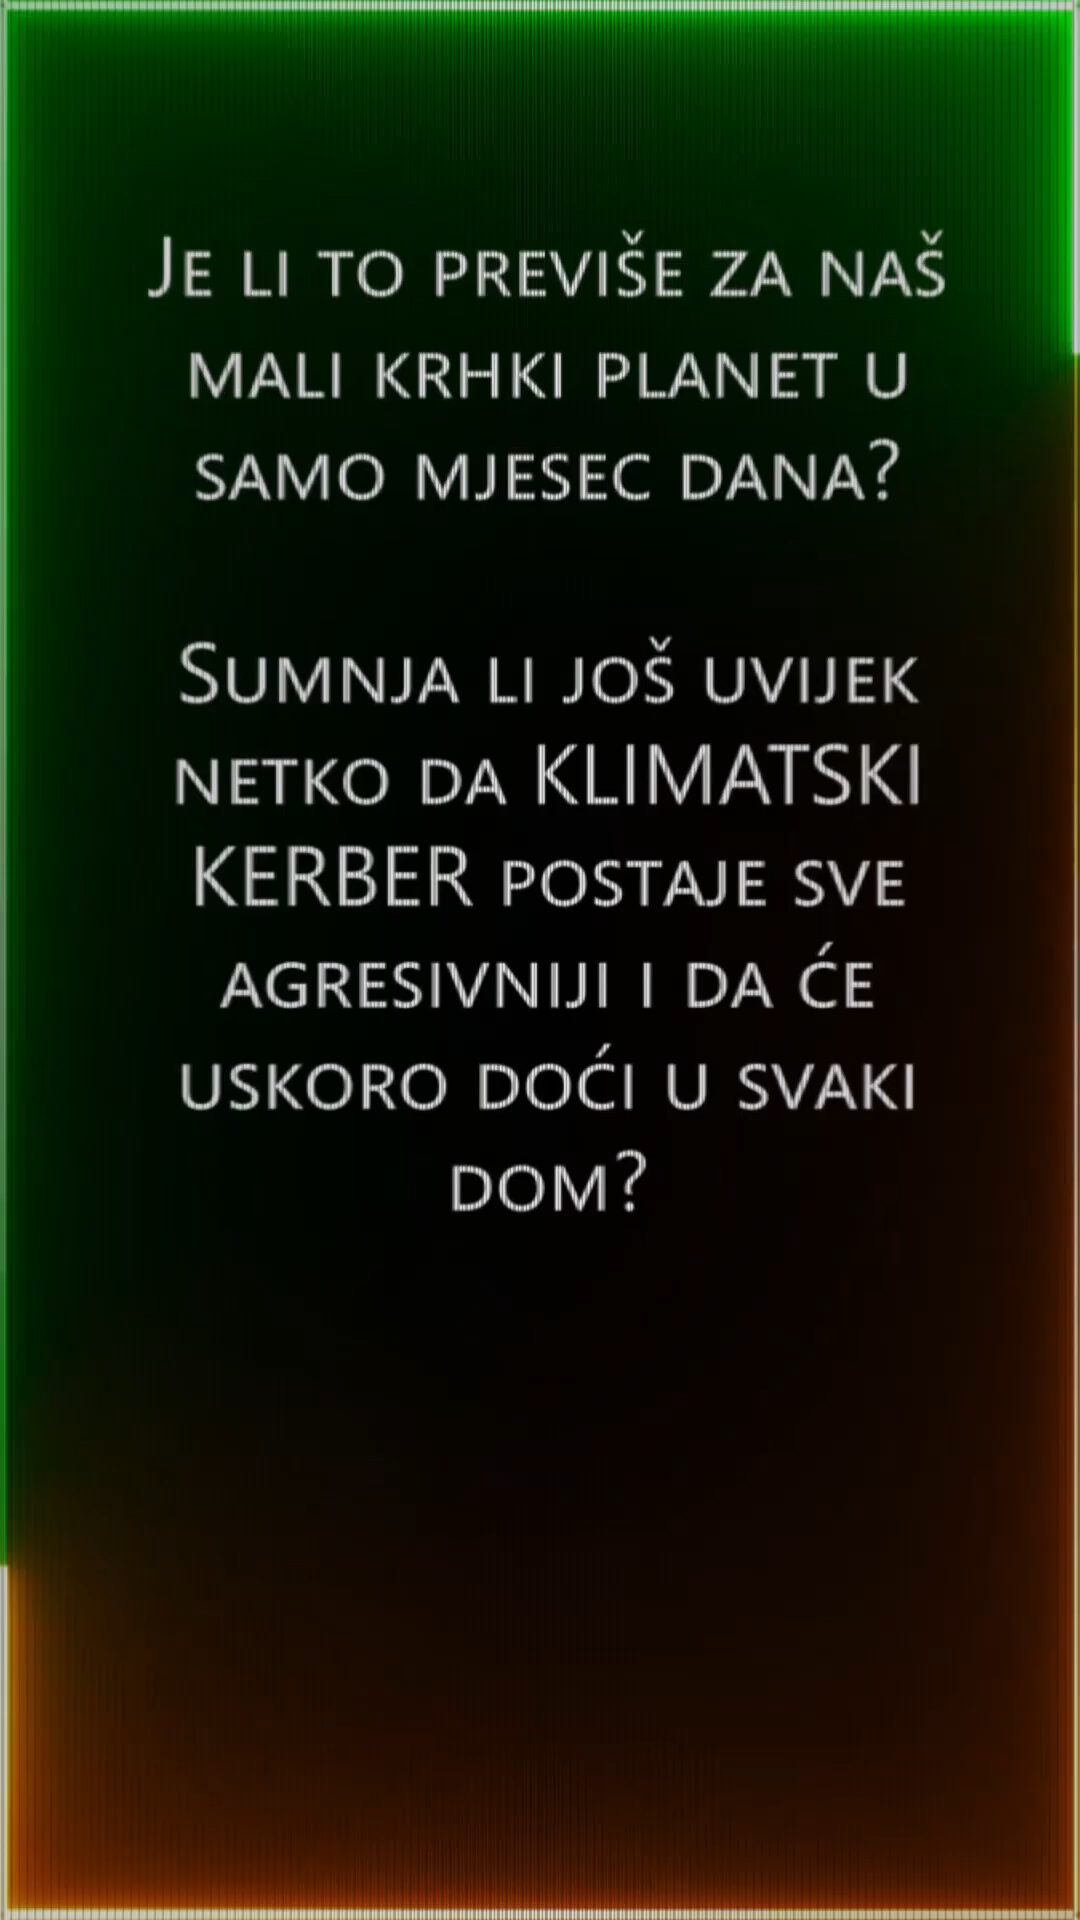 Je li to previše za naš
mali krhki planet u
samo mjesec dana?
Sumnja li još uvijek
netko da KLIMATSKI
KERBER postaje sve
agresivniji i da će
uskoro doći u svaki
dom?